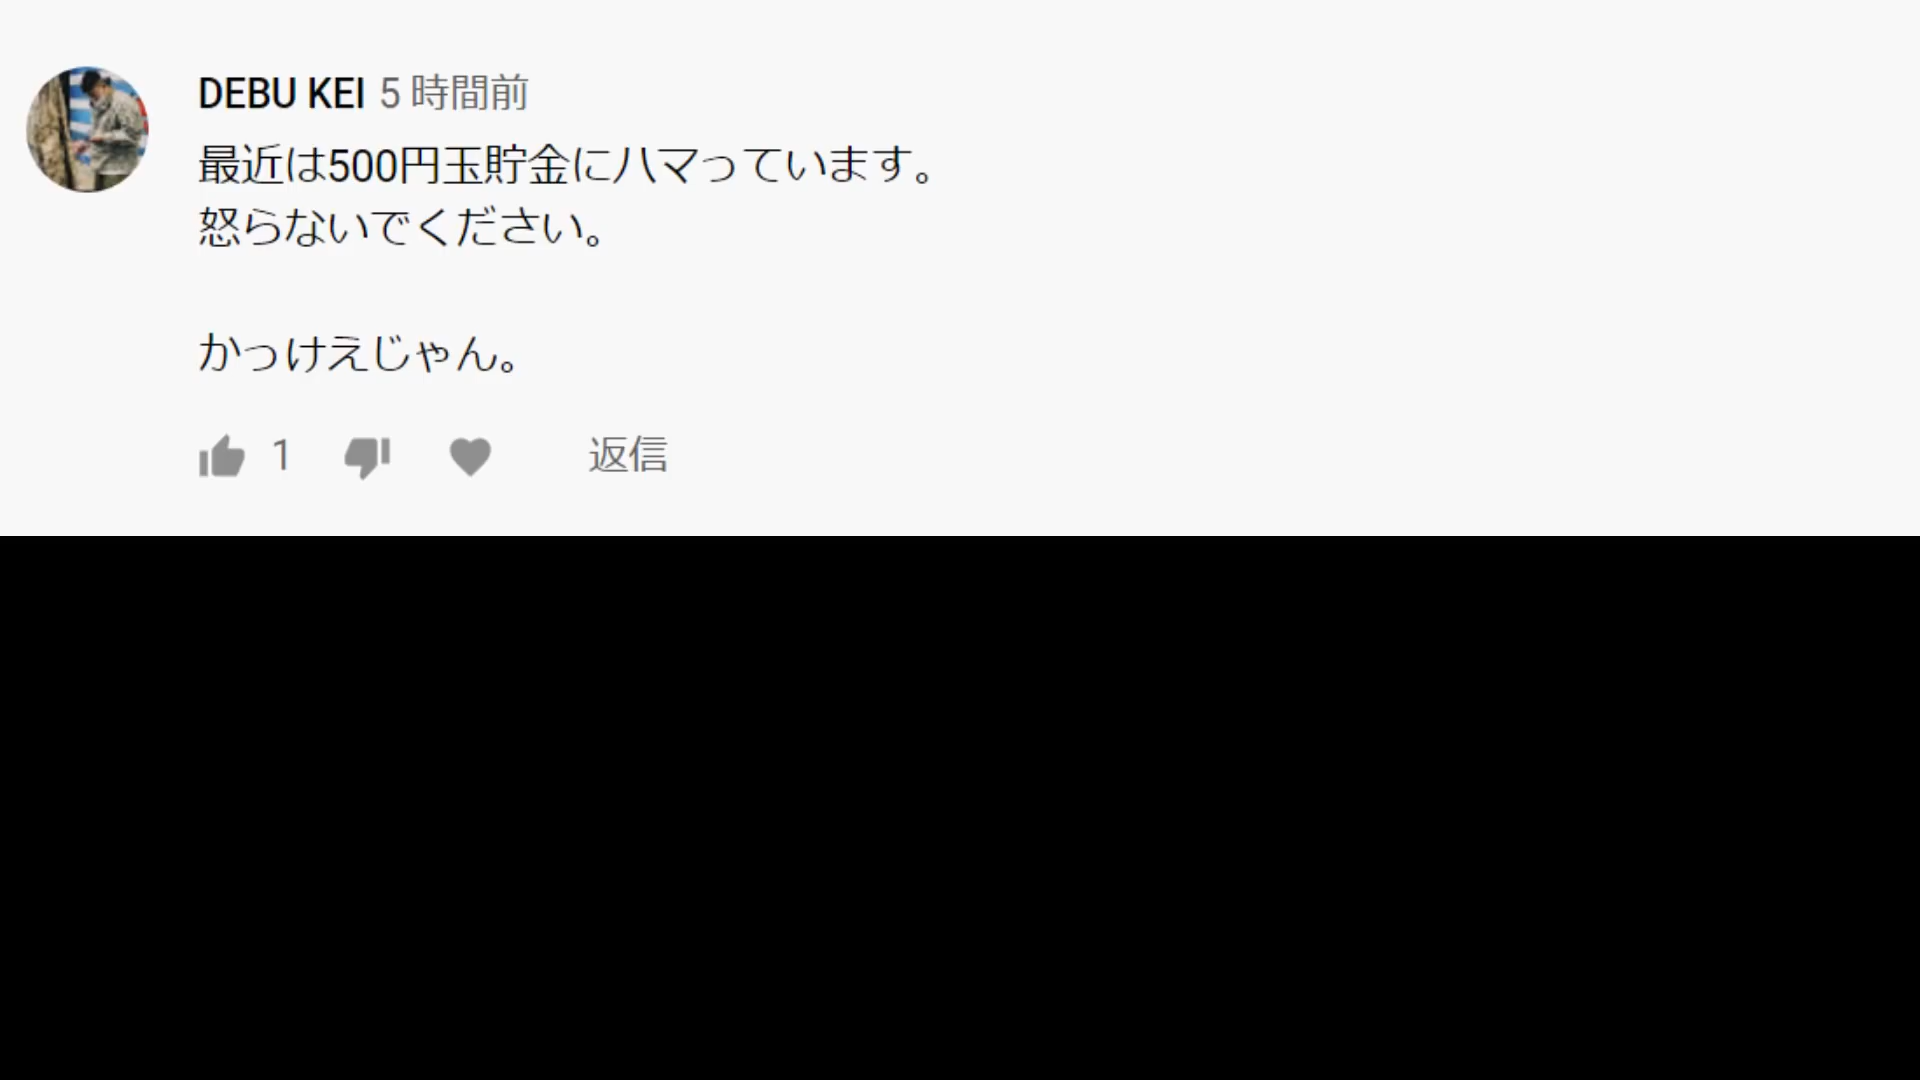 DEBU KEI 5 時間前
最近は500円玉貯金にハマっています。
怒らないでください。
かっけえじゃん。
1 返信